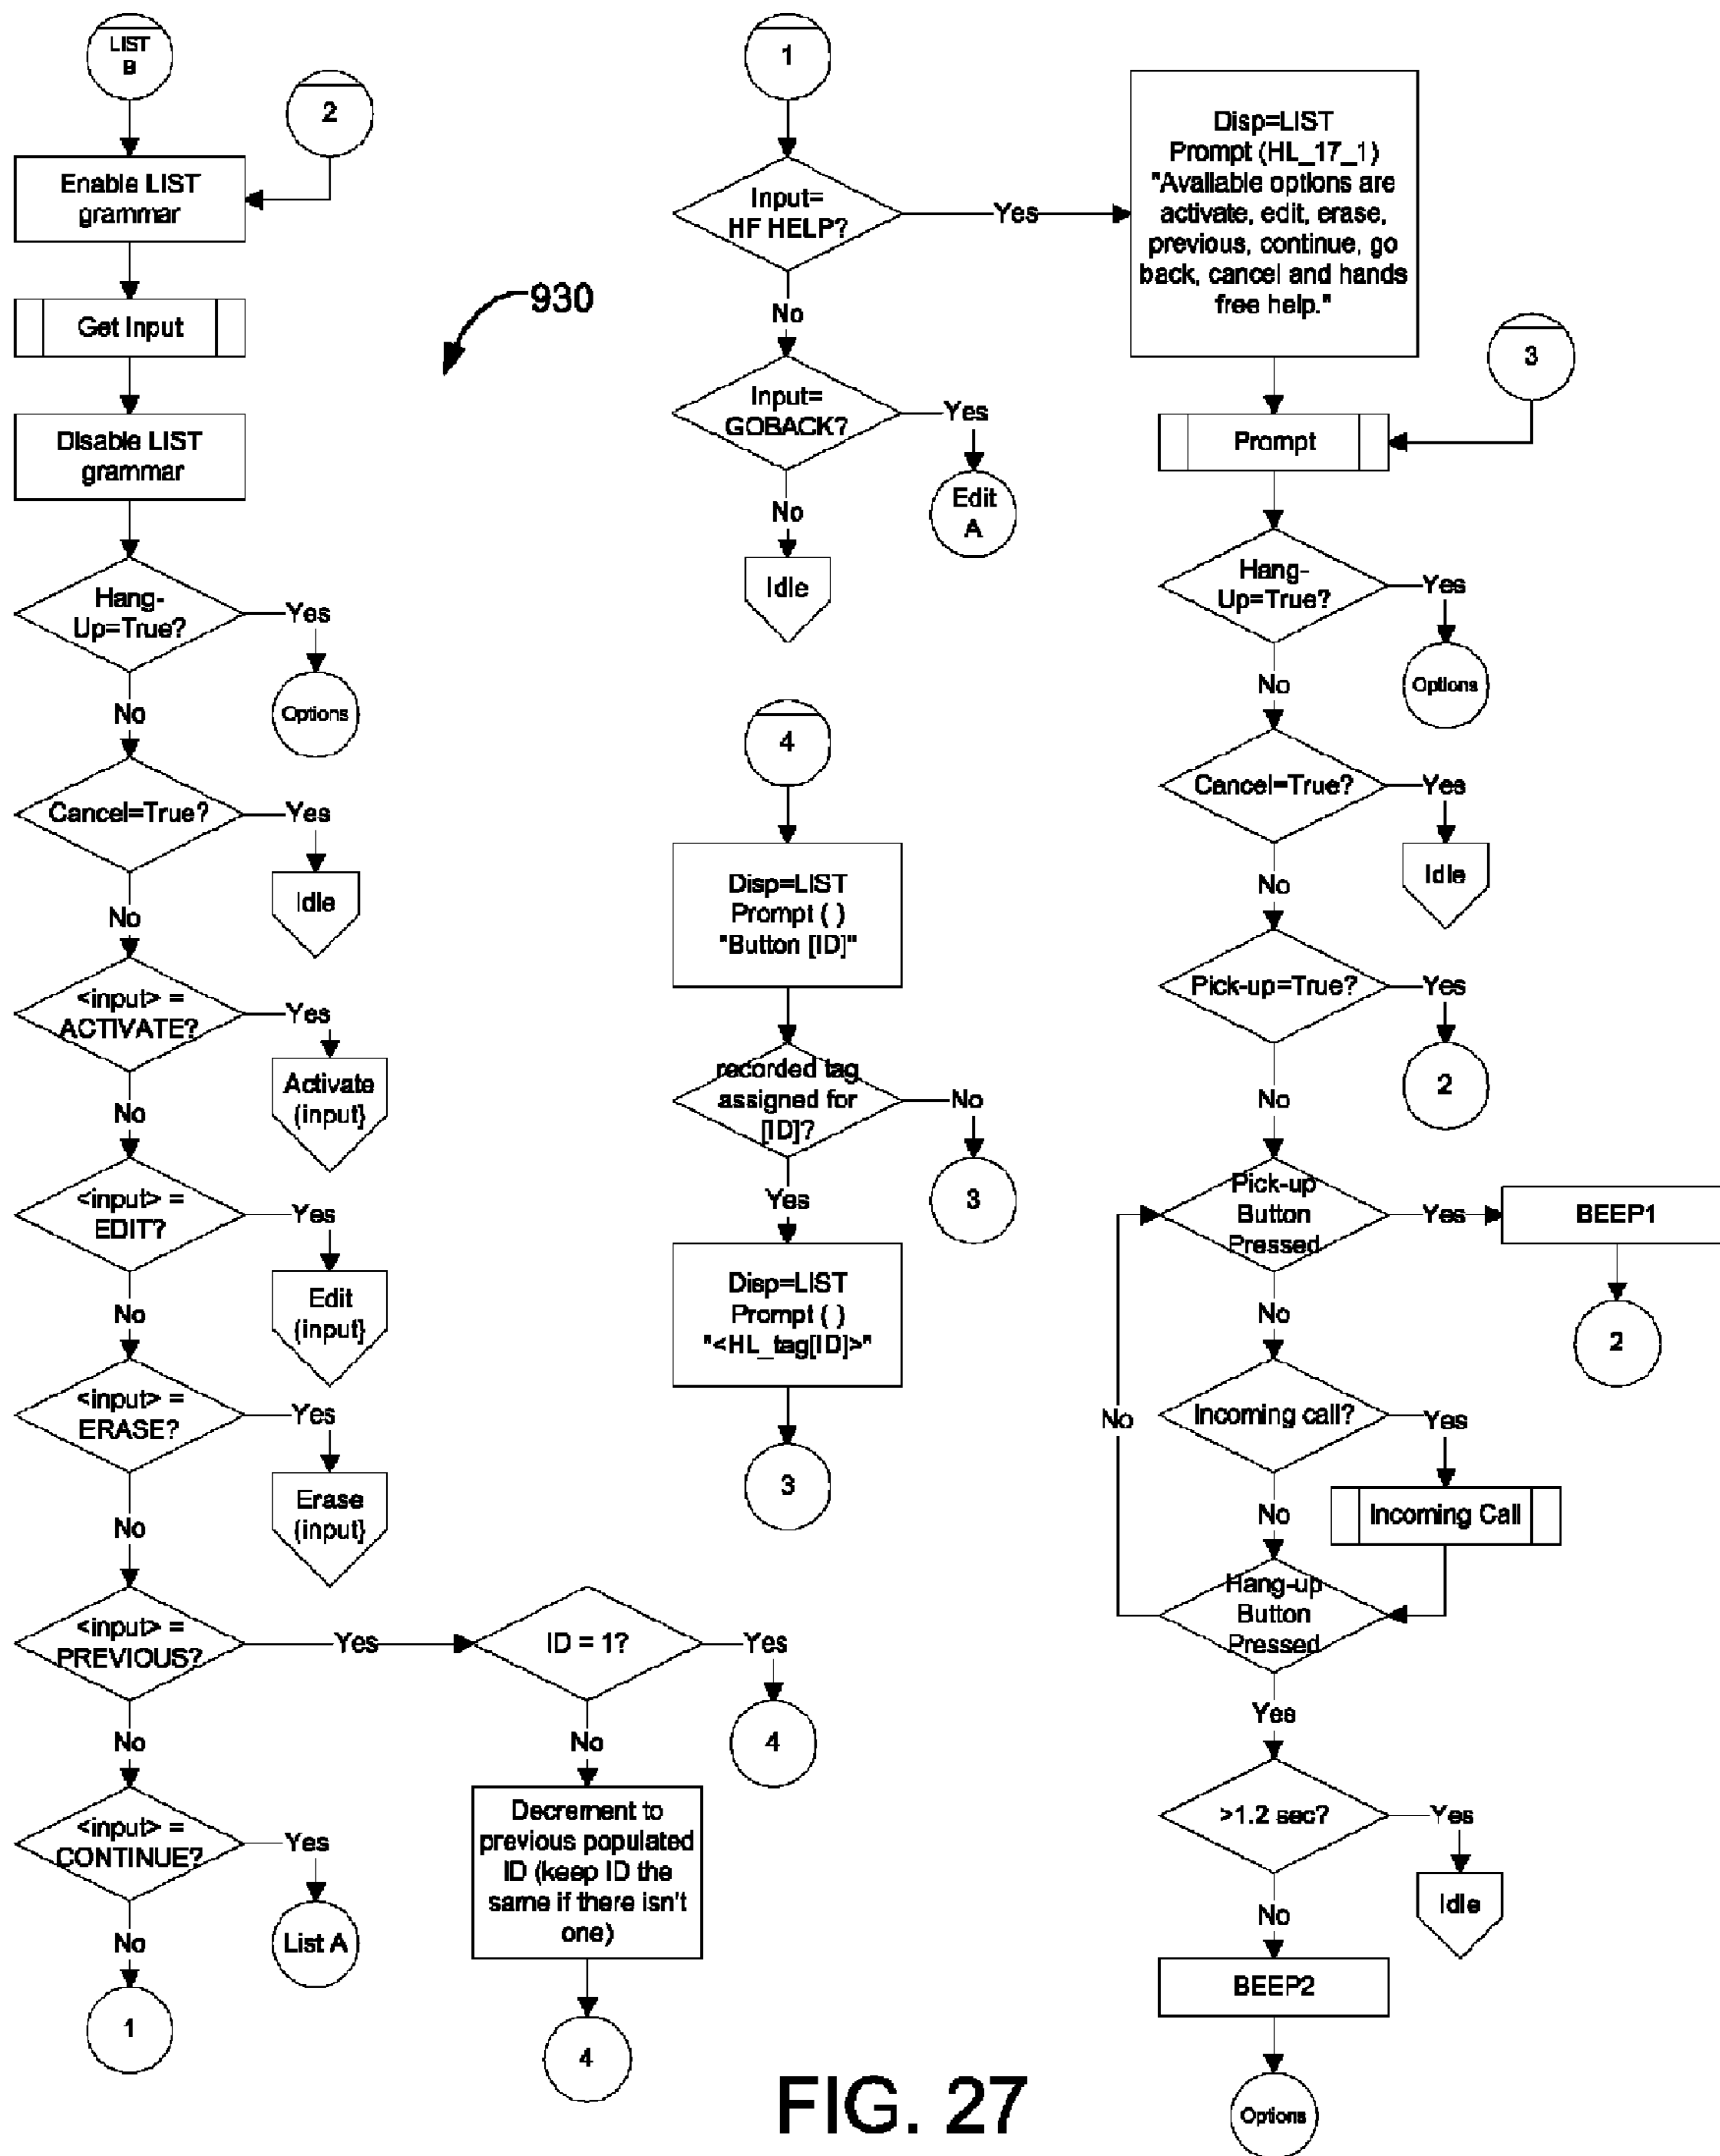 LIST
B
2
Enable LIST
grammar
Get Input
930
Disable LIST
grammar
Hang-
Up=True?
Yes
Options
No
Cancel=True?
Yes
Idle
No
<input> =
ACTIVATE?
Yes
Activate
{input}
No
<input> =
EDIT?
Yes
Edit
{input}
No
<input> =
ERASE?
Yes
Erase
{input}
No
<input> =
PREVIOUS?
Yes
ID = 1?
Yes
4
No
Decrement to
previous populated
ID (keep ID the
same if there isn't
one)
4
No
<input> =
CONTINUE?
Yes
List A
No
1
1
Input=
HF HELP?
Yes
No
Input=
GOBACK?
Yes
Edit
A
No
Idle
4
Disp=LIST
Prompt ( )
"Button [ID]"
recorded tag
assigned for
[ID]?
No
3
Yes
Disp=LIST
Prompt ( )
"<HL_tag[ID]>"
3
Disp=LIST
Prompt (HL_17_1)
"Available options are
activate, edit, erase,
previous, continue, go
back, cancel and hands
free help."
3
Prompt
Hang-
Up=True?
Yes
Options
No
Cancel=True?
Yes
Idle
No
Pick-up=True?
Yes
2
No
Pick-up
Button
Pressed
Yes
BEEP1
2
No
Incoming call?
Yes
Incoming Call
No
Hang-up
Button
Pressed
No
Yes
>1.2 sec?
Yes
Idle
No
BEEP2
Options
FIG. 27